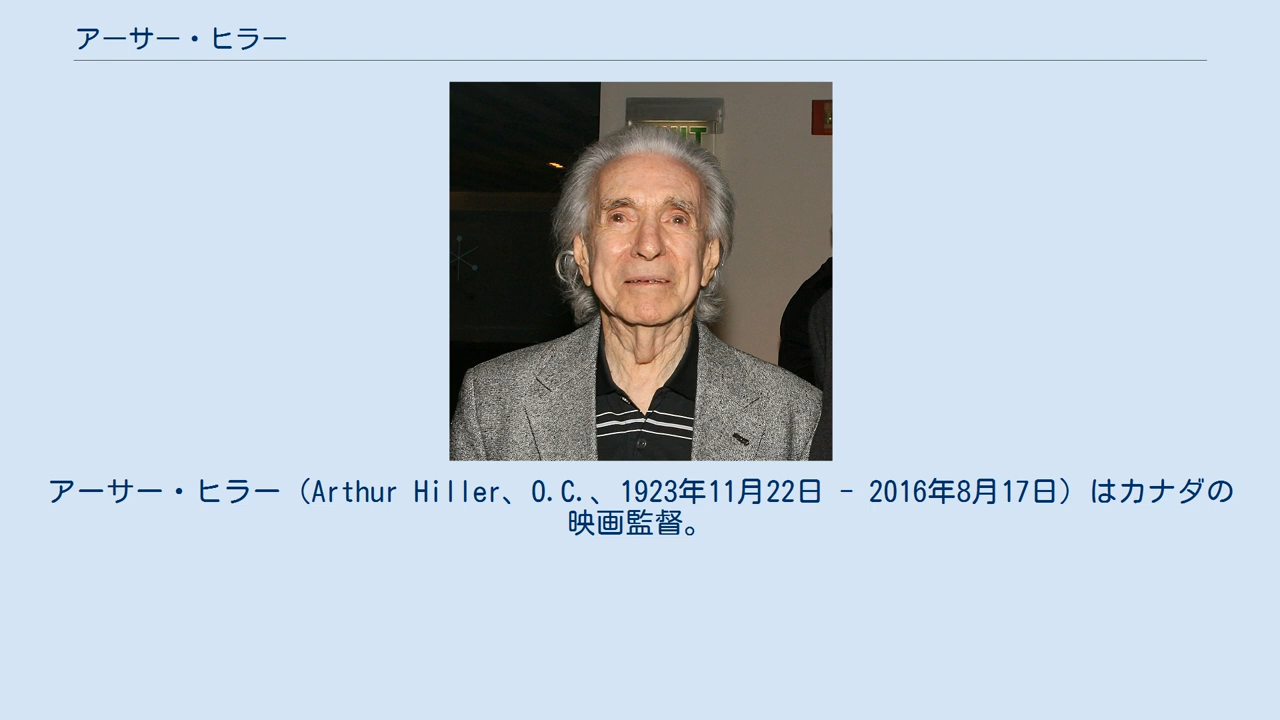 アーサー・ヒラー
アーサー・ヒラー（Arthur Hiller、O.C.、1923年11月22日 - 2016年8月17日）はカナダの
映画監督。